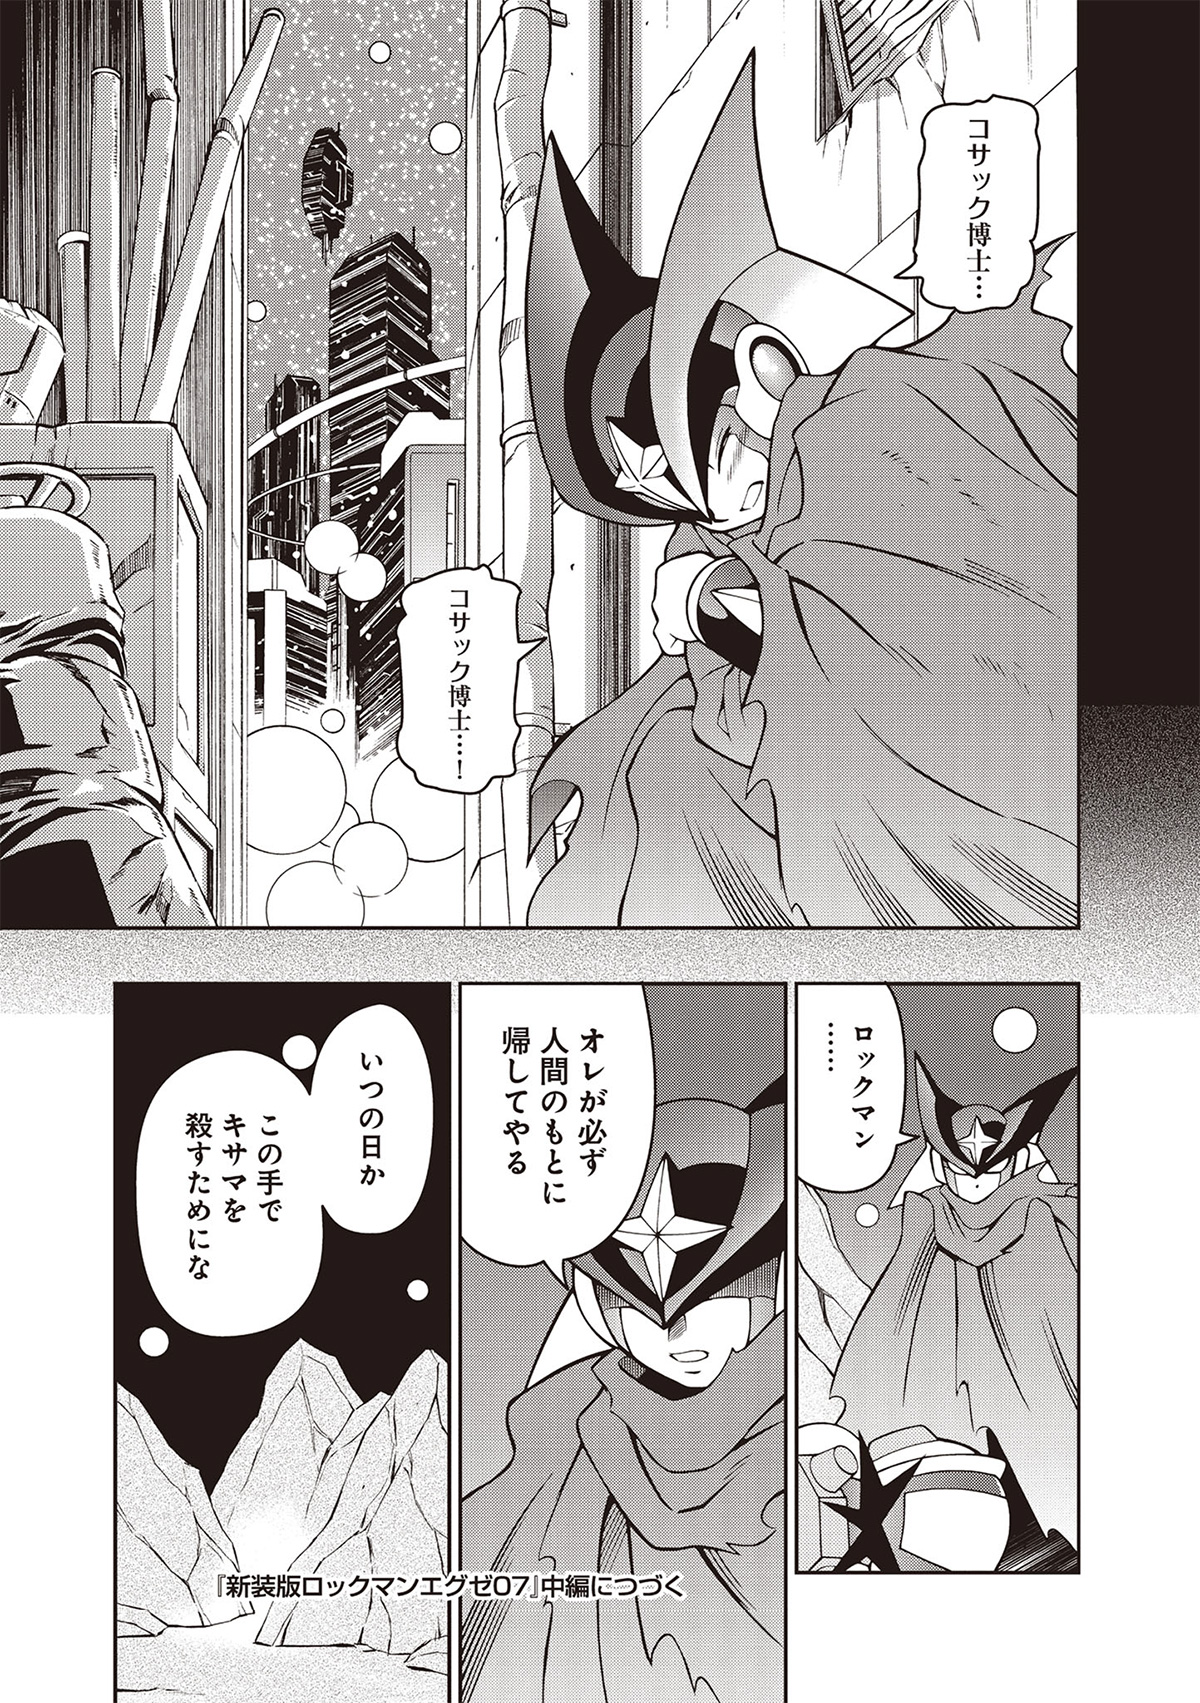 コサック博士…
コサック博士…！
ロックマン
……
オレが必ず
人間のもとに
帰してやる
いつの日か
この手で
キサマを
殺すためにな
『新装版ロックマンエグゼ07』中編につづく